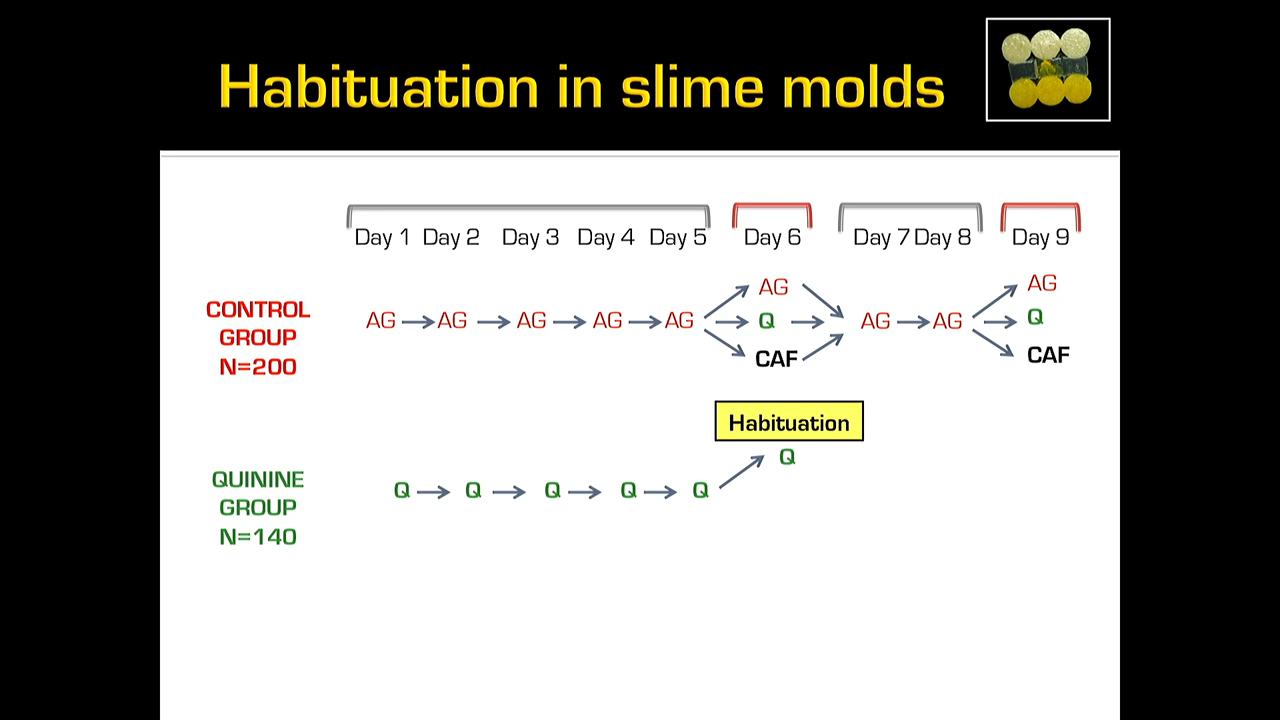 Habituation in slime molds
Day 1 Day 2 Day 3 Day 4 Day 5 Day 6 Day 7 Day 8 Day 9
CONTROL
GROUP
N=200
AG AG AG AG AG
AG
Q
CAF
AG AG
AG
Q
CAF
Habituation
QUININE
GROUP
N=140
Q Q Q Q Q
Q